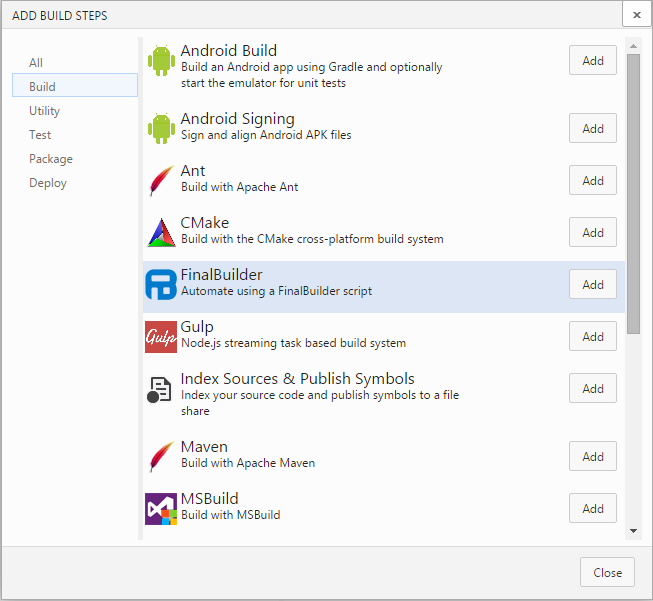 ADD BUILD STEPS
×
All
Build
Utility
Test
Package
Deploy
Android Build
Build an Android app using Gradle and optionally
start the emulator for unit tests
Add
Android Signing
Sign and align Android APK files
Add
Ant
Build with Apache Ant
Add
CMake
Build with the CMake cross-platform build system
Add
FinalBuilder
Automate using a FinalBuilder script
Add
Gulp
Gulp
Node.js streaming task based build system
Add
Index Sources & Publish Symbols
Index your source code and publish symbols to a file
share
Add
Maven
Build with Apache Maven
Add
MSBuild
Build with MSBuild
Add
Close